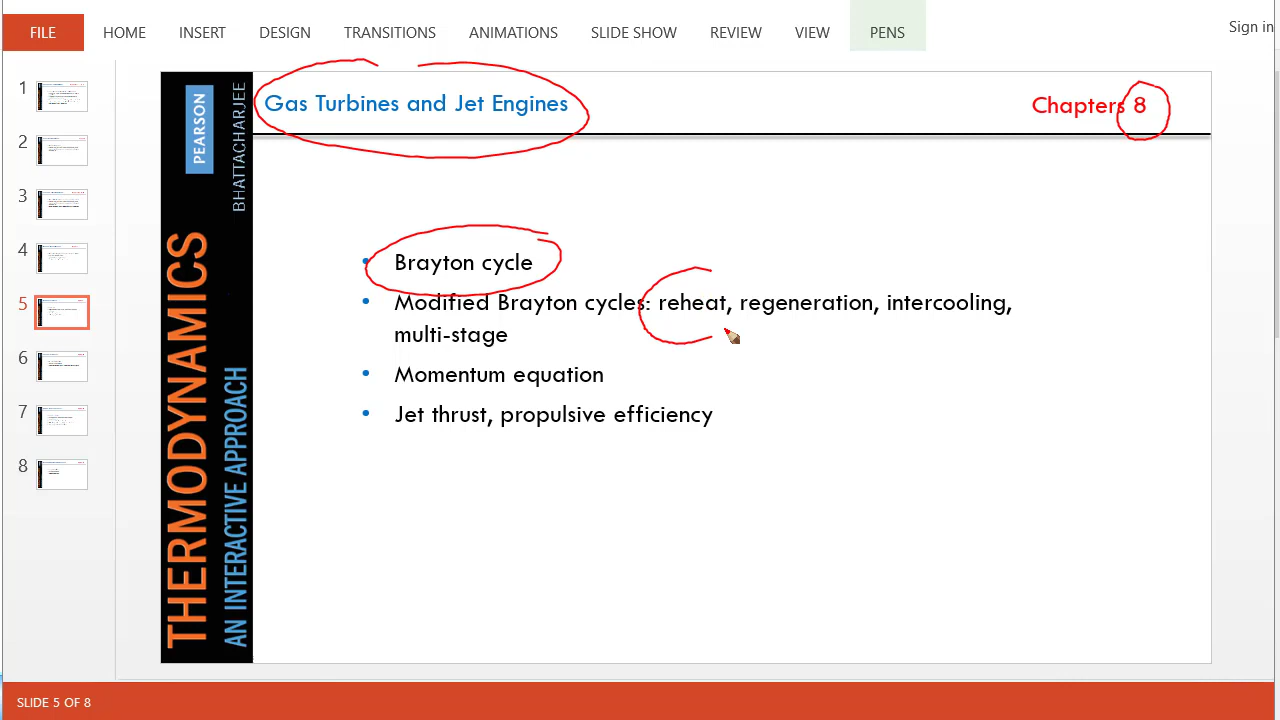 FILE HOME INSERT DESIGN TRANSITIONS ANIMATIONS SLIDE SHOW REVIEW VIEW PENS Sign in
1
2
3
4
5
6
7
8
PEARSON
BHATTACHARJEE
THERMODYNAMICS
AN INTERACTIVE APPROACH
Gas Turbines and Jet Engines
Chapters 8
• Brayton cycle
• Modified Brayton cycles: reheat, regeneration, intercooling,
multi-stage
• Momentum equation
• Jet thrust, propulsive efficiency
SLIDE 5 OF 8